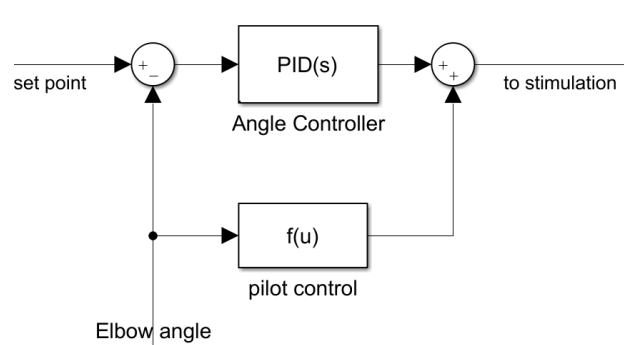 +
−
PID(s)
+
+
set point
to stimulation
Angle Controller
f(u)
pilot control
Elbow angle